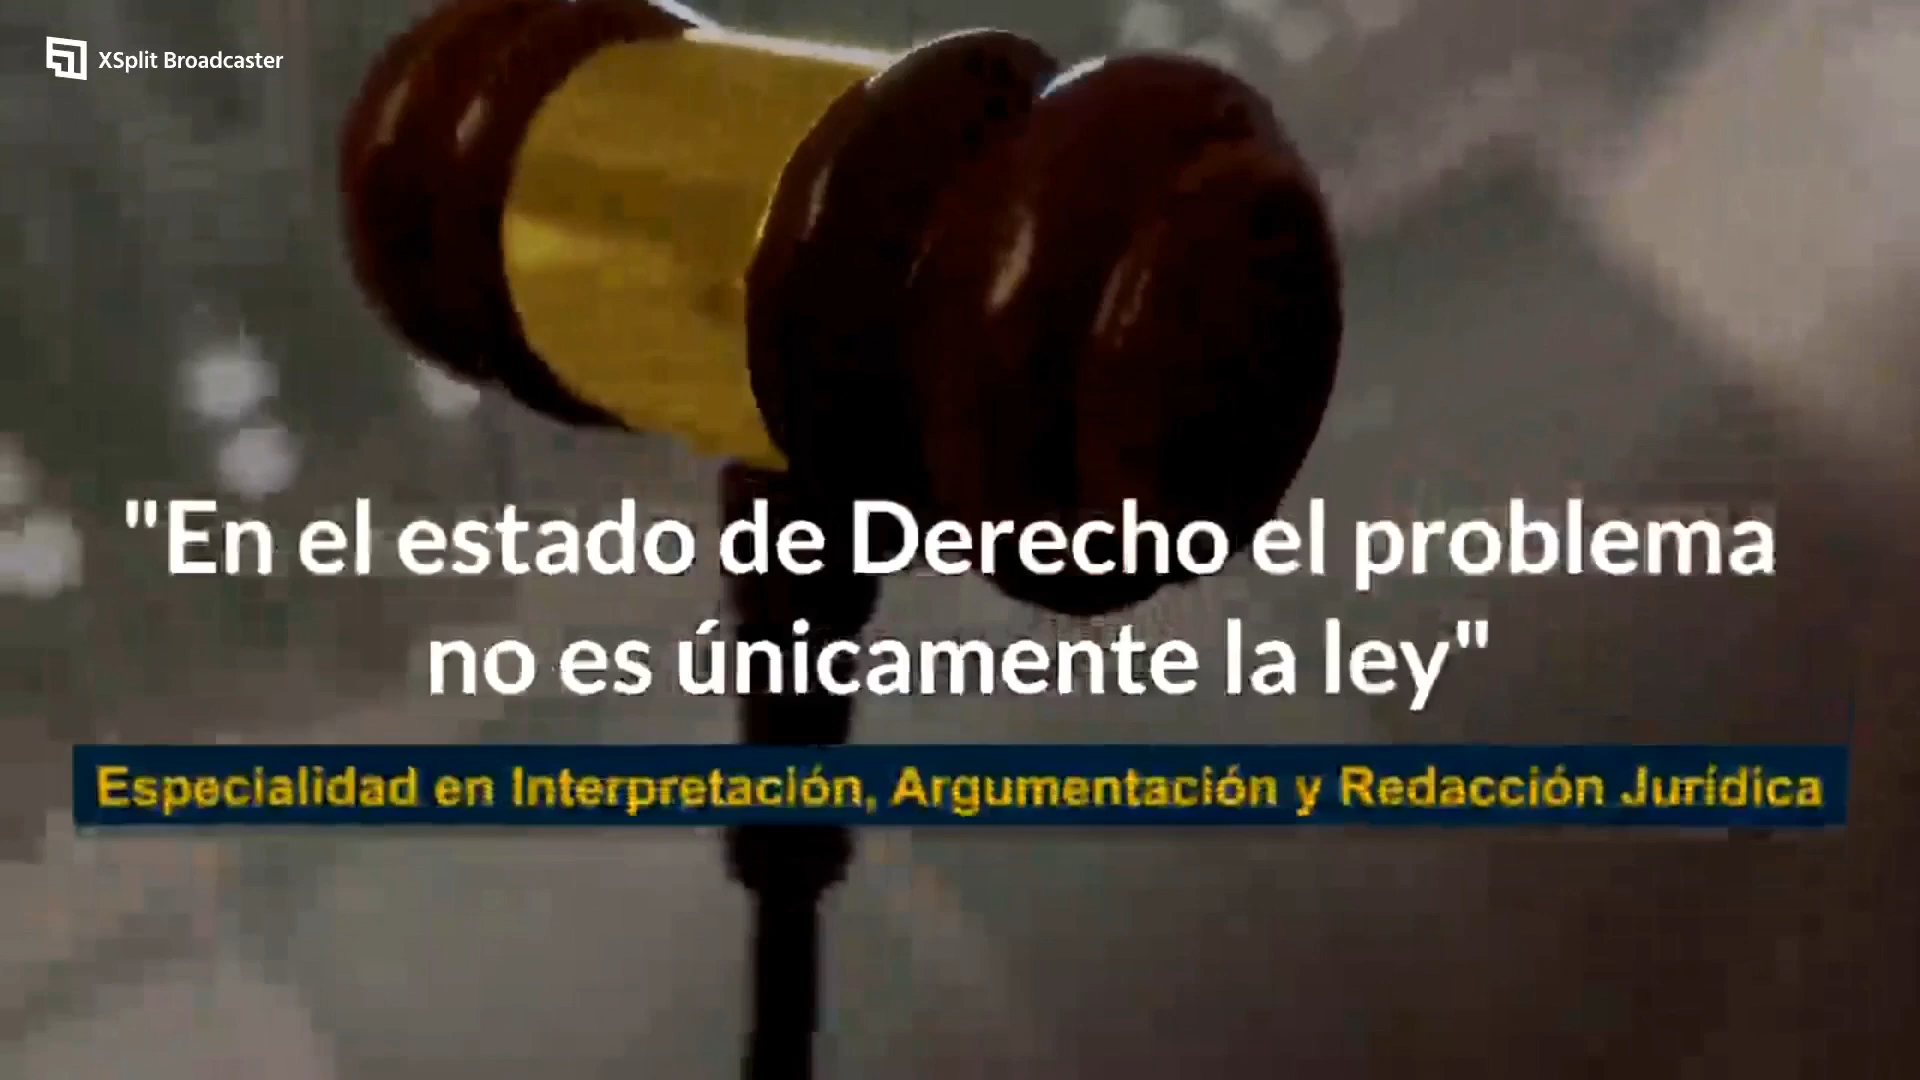 XSplit Broadcaster
"En el estado de Derecho el problema
no es únicamente la ley"
Especialidad en Interpretación, Argumentación y Redacción Jurídica